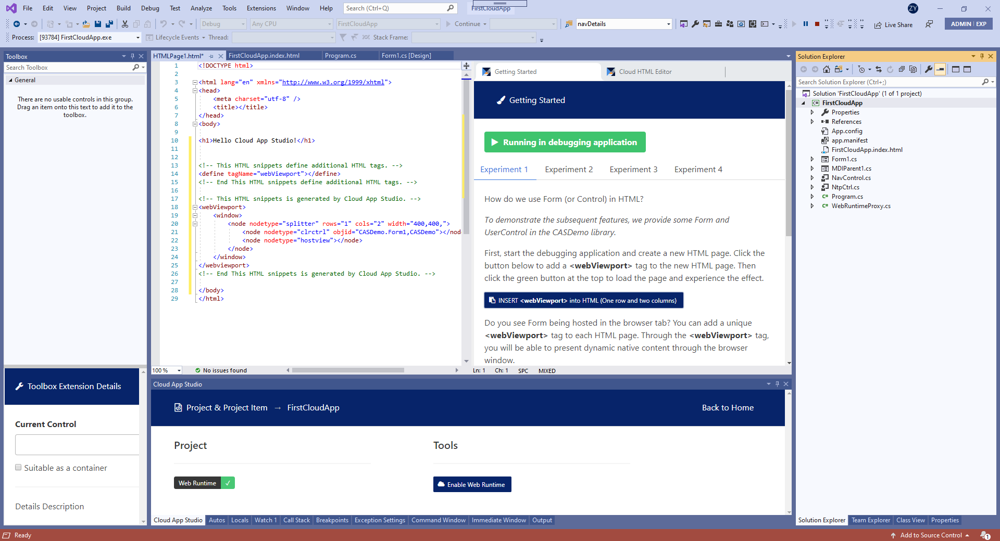 File Edit View Project Build Debug Test Analyze Tools Extensions Window Help Search (Ctrl+Q) FirstCloudApp ZY
Debug Any CPU FirstCloudApp Continue navDetails Live Share ADMIN EXP
Process: [93784] FirstCloudApp.exe Lifecycle Events Thread: Stack Frame:
Toolbox
Search Toolbox
General
There are no usable controls in this group.
Drag an item onto this text to add it to the
toolbox.
Toolbox Extension Details
Current Control
Suitable as a container
Details Description
HTMLPage1.html* FirstCloudApp.index.html Program.cs Form1.cs [Design]
1 <!DOCTYPE html>
2
3 <html lang="en" xmlns="http://www.w3.org/1999/xhtml">
4 <head>
5 <meta charset="utf-8" />
6 <title></title>
7 </head>
8 <body>
9
10 <h1>Hello Cloud App Studio!</h1>
11
12
13 <!-- This HTML snippets define additional HTML tags. -->
14 <define tagName="webViewport"></define>
15 <!-- End This HTML snippets define additional HTML tags. -->
16
17 <!-- This HTML snippets is generated by Cloud App Studio. -->
18 <webViewport>
19 <window>
20 <node nodetype="splitter" rows="1" cols="2" width="400,400,">
21 <node nodetype="clrctrl" objid="CASDemo.Form1,CASDemo"></nod
22 <node nodetype="hostview"></node>
23 </node>
24 </window>
25 </webviewport>
26 <!-- End This HTML snippets is generated by Cloud App Studio. -->
27
28 </body>
29 </html>
100 % No issues found Ln: 1 Ch: 1 SPC MIXED
Getting Started Cloud HTML Editor
Getting Started
Running in debugging application
Experiment 1 Experiment 2 Experiment 3 Experiment 4
How do we use Form (or Control) in HTML?
To demonstrate the subsequent features, we provide some Form and
UserControl in the CASDemo library.
First, start the debugging application and create a new HTML page. Click the
button below to add a <webViewport> tag to the new HTML page. Then
click the green button at the top to load the page and experience the effect.
INSERT <webViewport> into HTML (One row and two columns)
Do you see Form being hosted in the browser tab? You can add a unique
<webViewport> tag to each HTML page. Through the <webViewport> tag,
you will be able to present dynamic native content through the browser
window.
Cloud App Studio
Project & Project Item → FirstCloudApp Back to Home
Project Tools
Web Runtime ✓ Enable Web Runtime
Cloud App Studio Autos Locals Watch 1 Call Stack Breakpoints Exception Settings Command Window Immediate Window Output
Solution Explorer
Search Solution Explorer (Ctrl+;)
Solution 'FirstCloudApp' (1 of 1 project)
C# FirstCloudApp
Properties
References
App.config
app.manifest
FirstCloudApp.index.html
Form1.cs
MDIParent1.cs
NavControl.cs
NtpCtrl.cs
C# Program.cs
C# WebRuntimeProxy.cs
Solution Explorer Team Explorer Class View Properties
Ready Add to Source Control 1